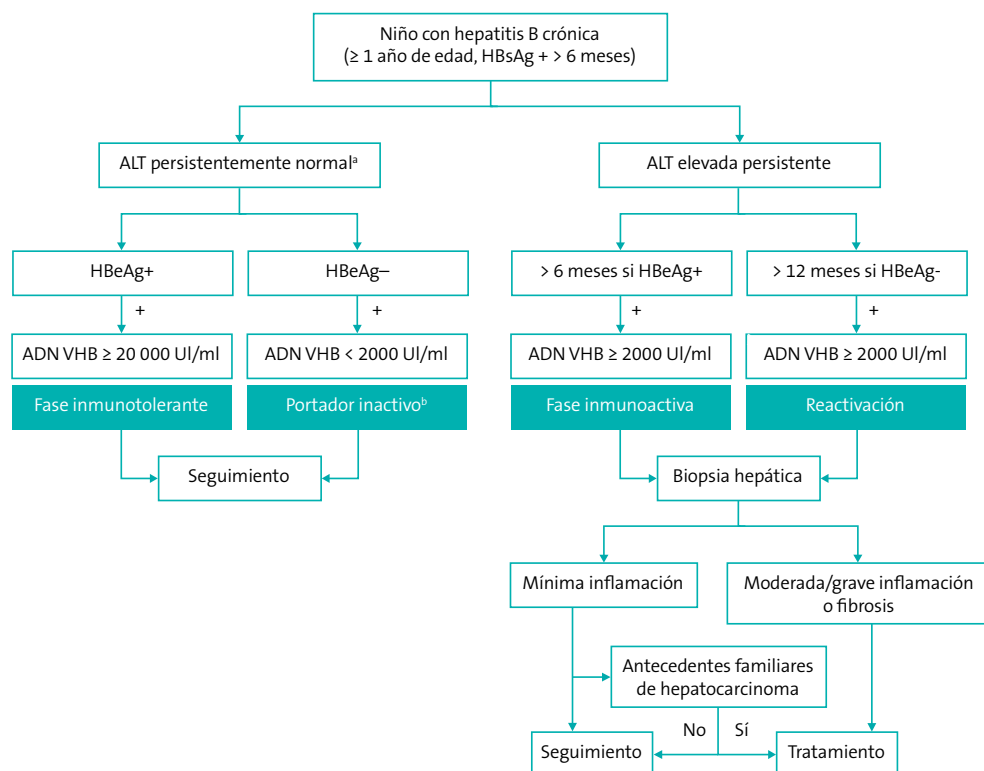 Niño con hepatitis B crónica
(≥ 1 año de edad, HBsAg + > 6 meses)
ALT persistentemente normalª
ALT elevada persistente
HBeAg+
HBeAg–
> 6 meses si HBeAg+
> 12 meses si HBeAg-
+
+
+
+
ADN VHB ≥ 20 000 Ul/ml
ADN VHB < 2000 Ul/ml
ADN VHB ≥ 2000 Ul/ml
ADN VHB ≥ 2000 Ul/ml
Fase inmunotolerante
Portador inactivoᵇ
Fase inmunoactiva
Reactivación
Seguimiento
Biopsia hepática
Mínima inflamación
Moderada/grave inflamación
o fibrosis
Antecedentes familiares
de hepatocarcinoma
No
Sí
Seguimiento
Tratamiento